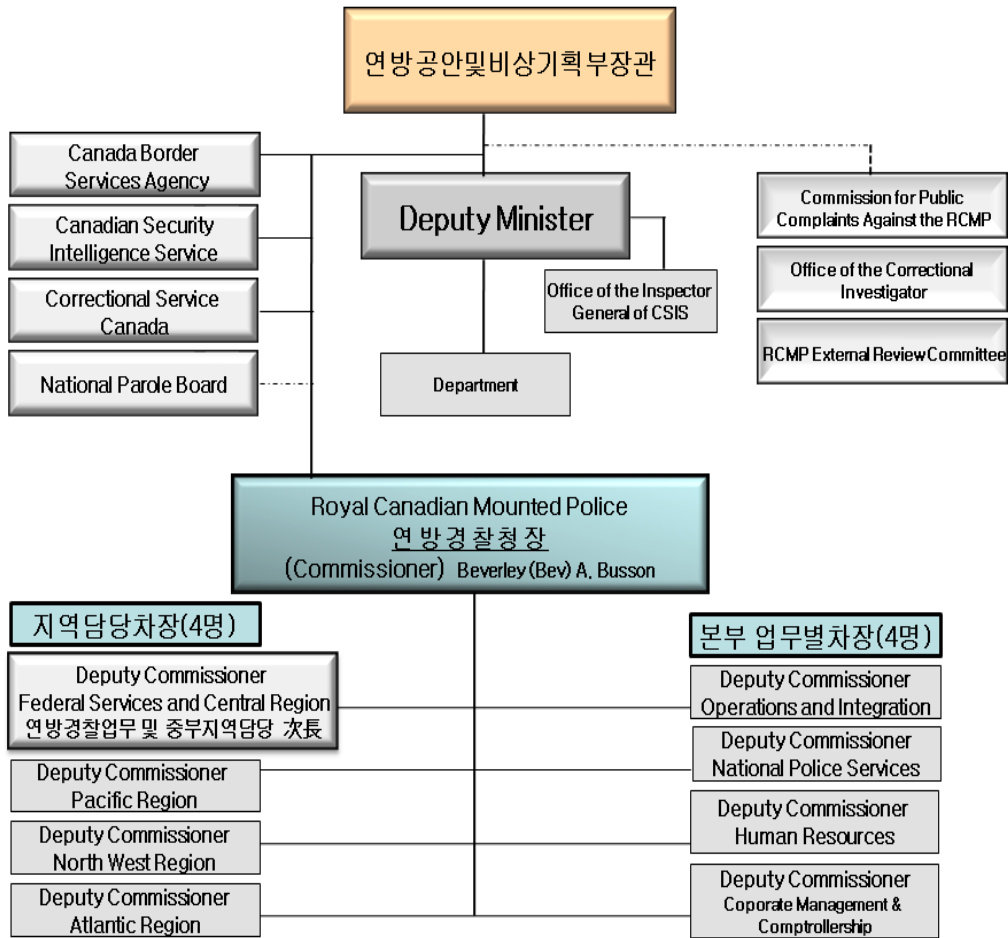 연방공안및비상기획부장관
Canada Border
Services Agency
Canadian Security
Intelligence Service
Correctional Service
Canada
National Parole Board
Deputy Minister
Office of the Inspector
General of CSIS
Department
Commission for Public
Complaints Against the RCMP
Office of the Correctional
Investigator
RCMP External Review Committee
Royal Canadian Mounted Police
연방경찰청장
(Commissioner) Beverley (Bev) A. Busson
지역담당차장(4명)
Deputy Commissioner
Federal Services and Central Region
연방경찰업무 및 중부지역담당 次長
Deputy Commissioner
Pacific Region
Deputy Commissioner
North West Region
Deputy Commissioner
Atlantic Region
본부 업무별차장(4명)
Deputy Commissioner
Operations and Integration
Deputy Commissioner
National Police Services
Deputy Commissioner
Human Resources
Deputy Commissioner
Coporate Management &
Comptrollership